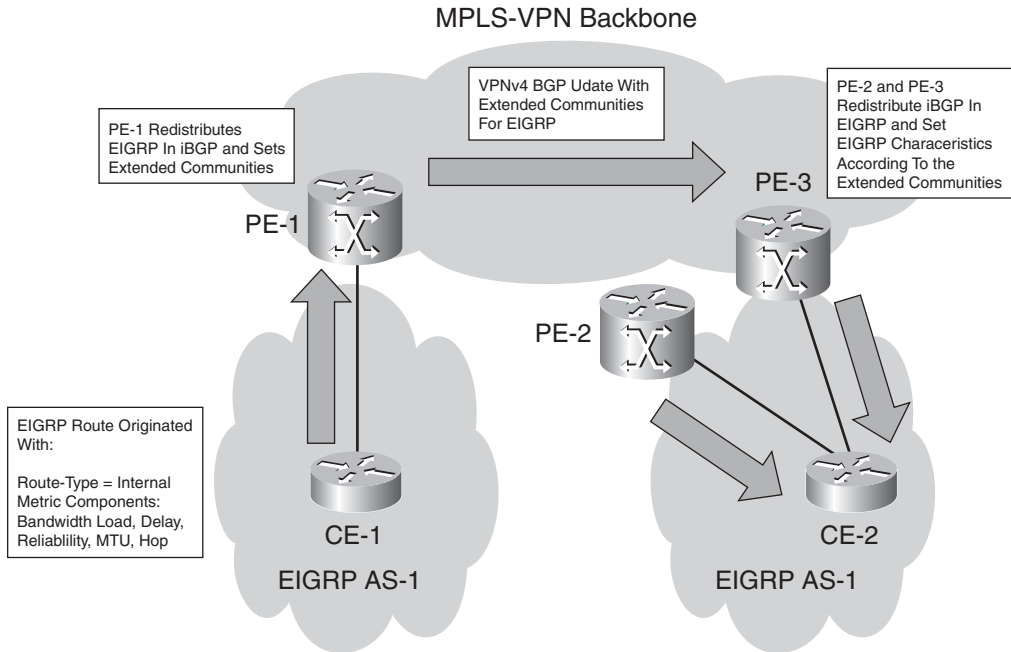 MPLS-VPN Backbone
VPNv4 BGP Udate With
Extended Communities
For EIGRP
PE-2 and PE-3
Redistribute iBGP In
EIGRP and Set
EIGRP Characeristics
According To the
Extended Communities
PE-1 Redistributes
EIGRP In iBGP and Sets
Extended Communities
PE-3
PE-1
PE-2
EIGRP Route Originated
With:
Route-Type = Internal
Metric Components:
Bandwidth Load, Delay,
Reliablility, MTU, Hop
CE-1
CE-2
EIGRP AS-1
EIGRP AS-1